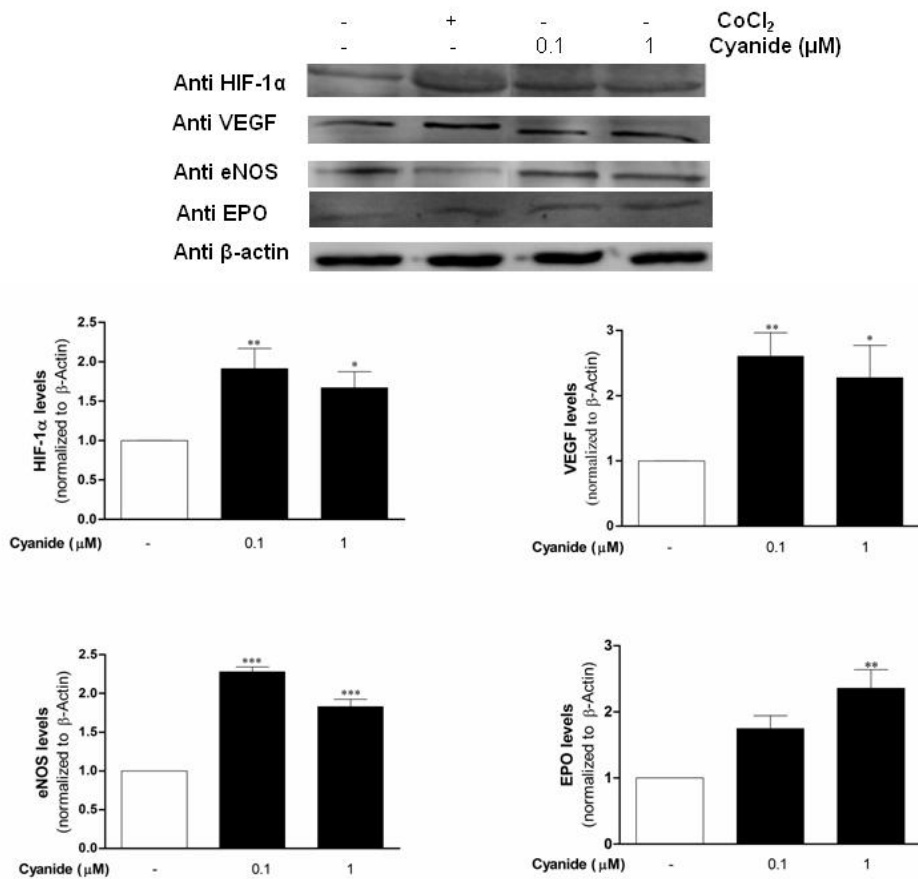 - + - - CoCl₂
- - 0.1 1 Cyanide (µM)
Anti HIF-1α
Anti VEGF
Anti eNOS
Anti EPO
Anti β-actin
HIF-1α levels
(normalized to β-Actin)
2.5
2.0
1.5
1.0
0.5
0.0
**
*
Cyanide (µM) - 0.1 1
VEGF levels
(normalized to β-Actin)
3
2
1
0
**
*
Cyanide (µM) - 0.1 1
eNOS levels
(normalized to β-Actin)
2.5
2.0
1.5
1.0
0.5
0.0
***
***
Cyanide (µM) - 0.1 1
EPO levels
(normalized to β-Actin)
3
2
1
0
**
Cyanide (µM) - 0.1 1